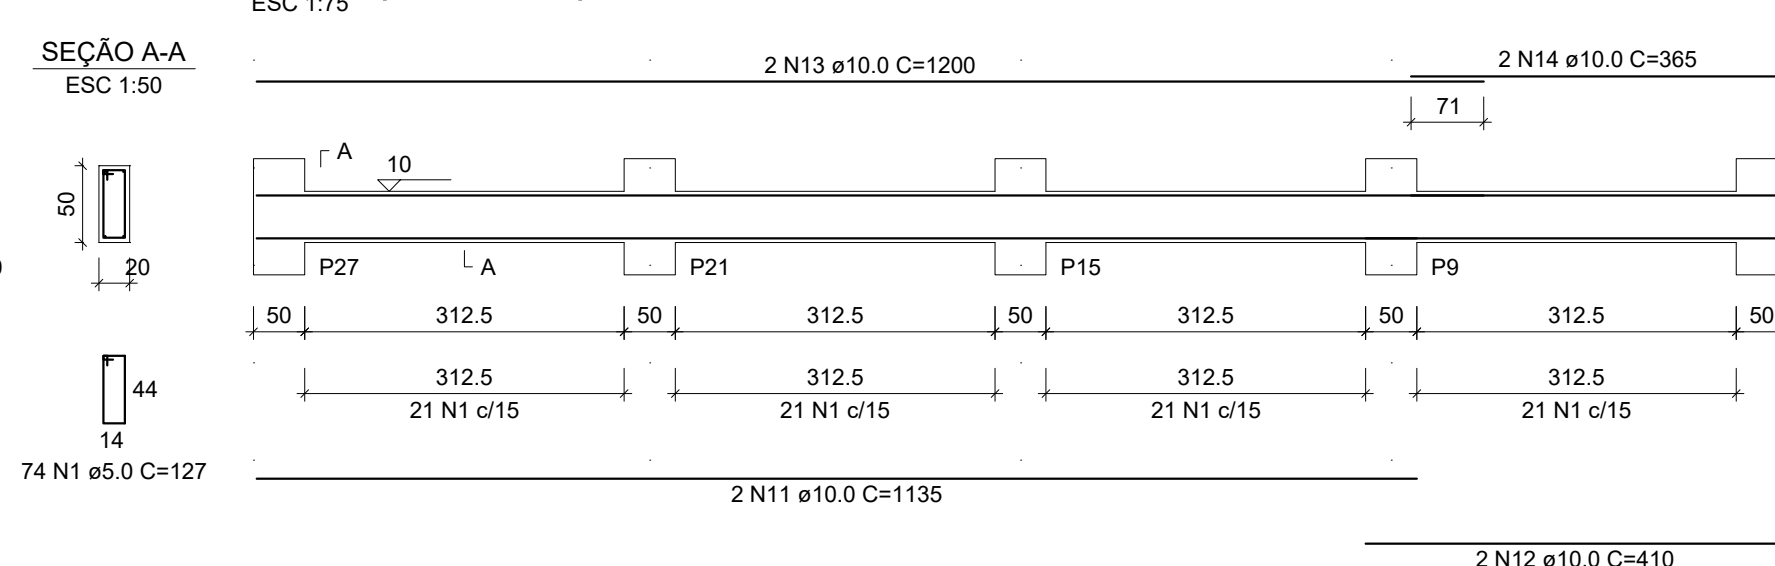 ESC 1:75
SEÇÃO A-A
ESC 1:50
2 N13 ø10.0 C=1200
2 N14 ø10.0 C=365
71
A
10
50
20
P27
A
P21
P15
P9
50
312.5
50
312.5
50
312.5
50
312.5
50
312.5
312.5
312.5
312.5
21 N1 c/15
21 N1 c/15
21 N1 c/15
21 N1 c/15
44
14
74 N1 ø5.0 C=127
2 N11 ø10.0 C=1135
2 N12 ø10.0 C=410